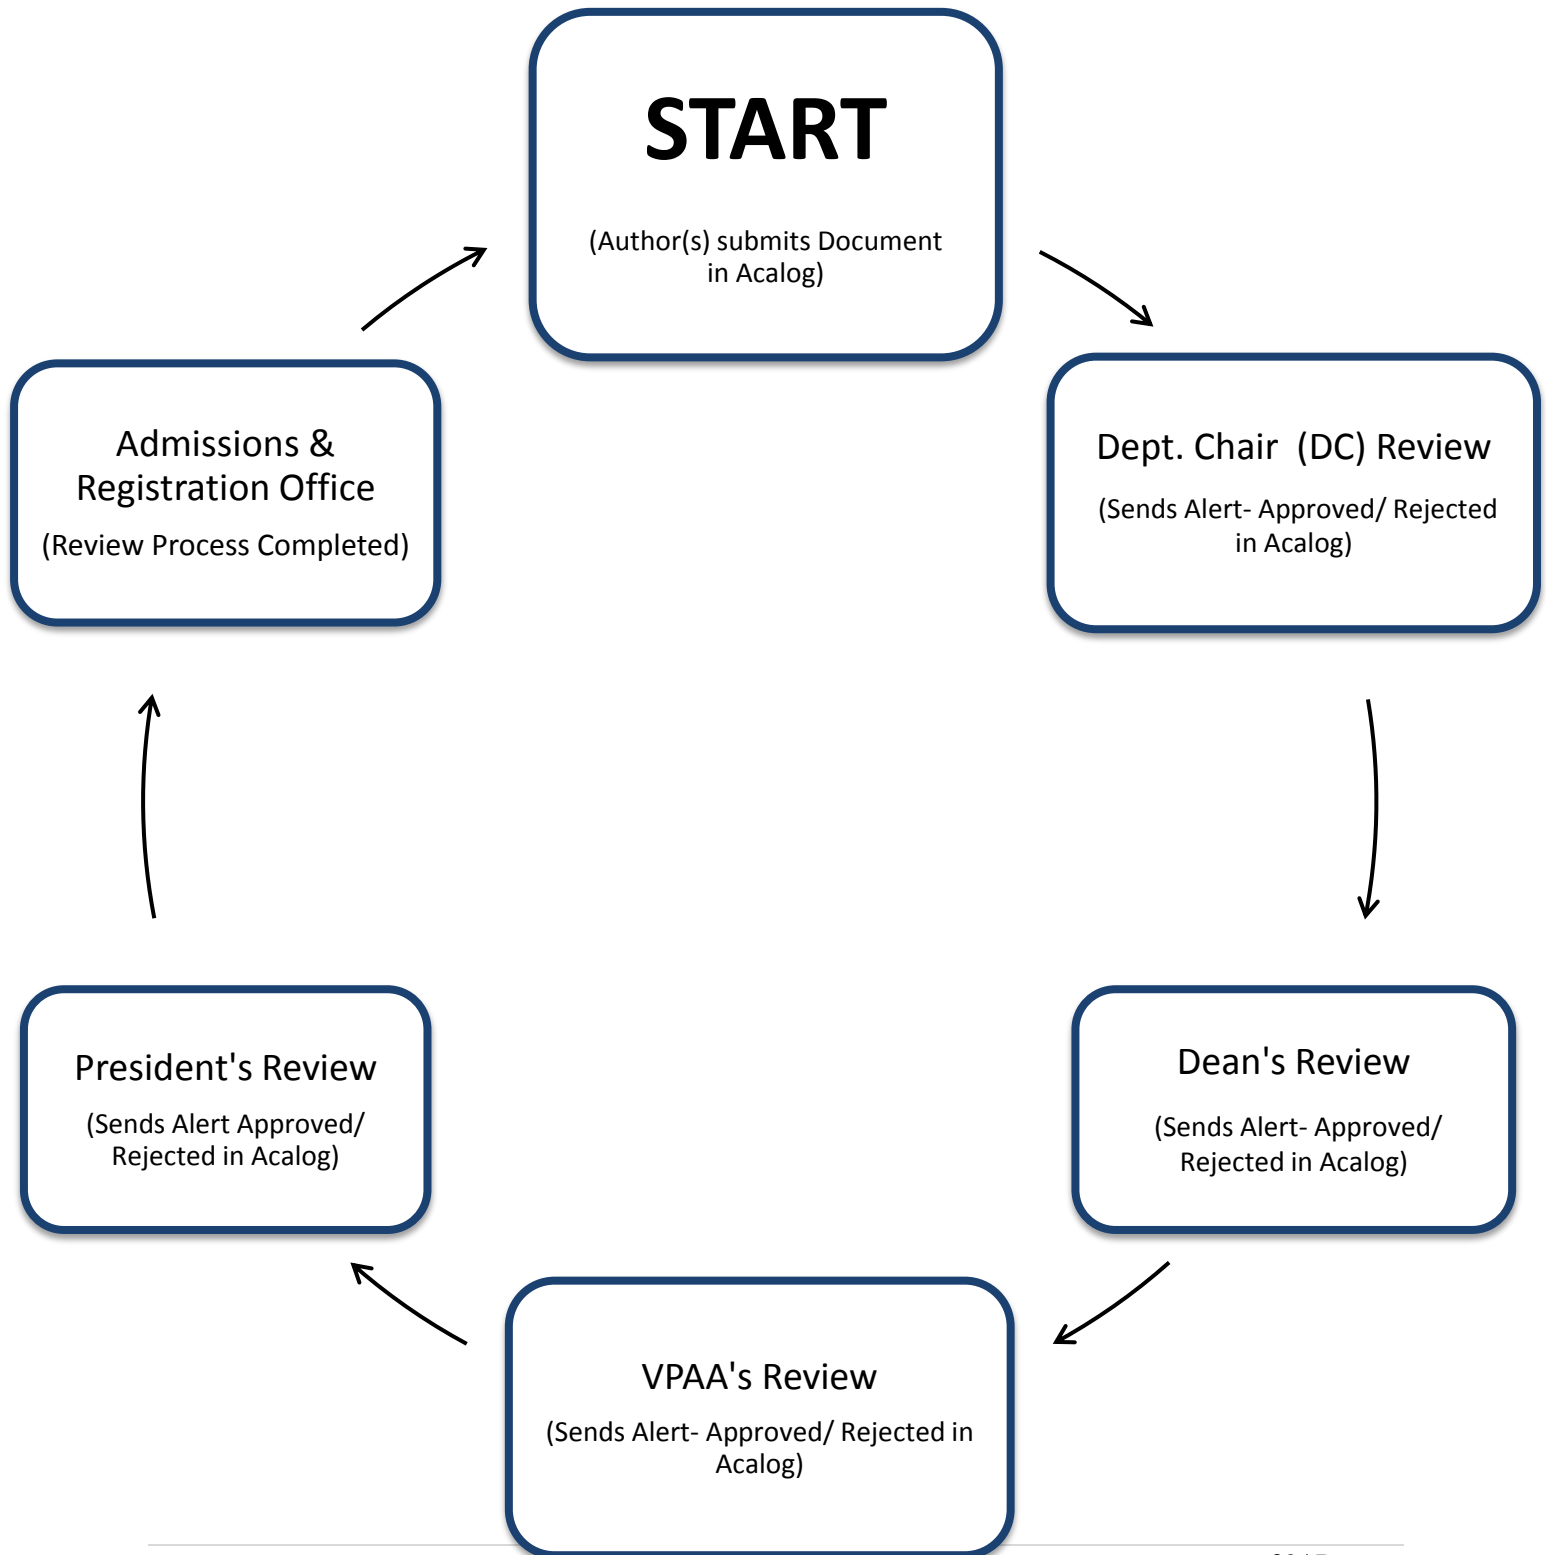 START
(Author(s) submits Document
in Acalog)
Dept. Chair (DC) Review
(Sends Alert- Approved/ Rejected
in Acalog)
Dean's Review
(Sends Alert- Approved/
Rejected in Acalog)
VPAA's Review
(Sends Alert- Approved/ Rejected in
Acalog)
President's Review
(Sends Alert Approved/
Rejected in Acalog)
Admissions &
Registration Office
(Review Process Completed)